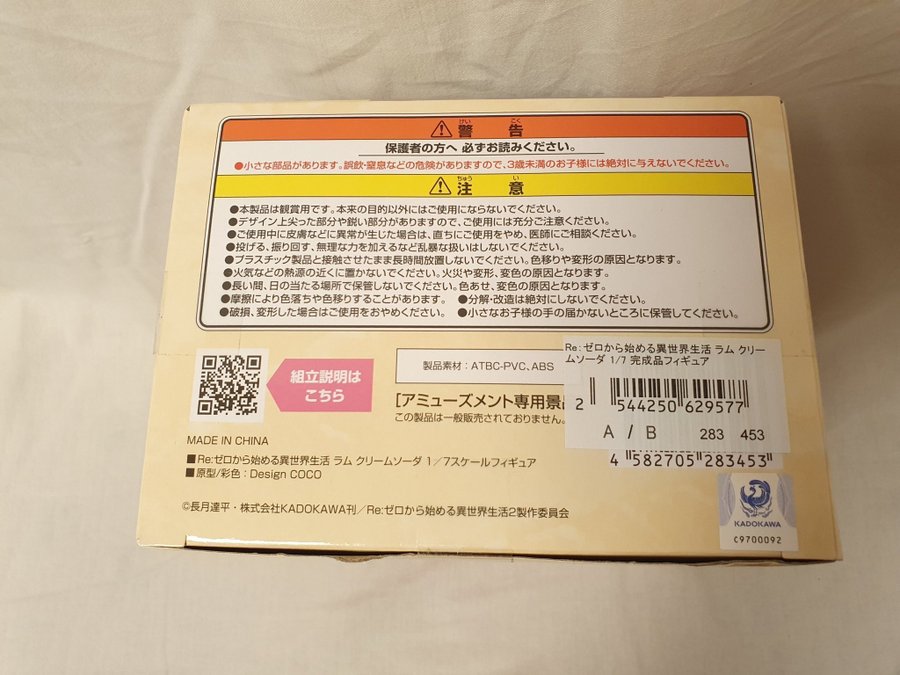 ⚠警告
けい こく
保護者の方へ 必ずお読みください。
●小さな部品があります。誤飲・窒息などの危険がありますので、3歳未満のお子様には絶対に与えないでください。
⚠注意
ちゅう い
●本製品は観賞用です。本来の目的以外にはご使用にならないでください。
●デザイン上尖った部分や鋭い部分がありますので、ご使用には充分ご注意ください。
●ご使用中に皮膚などに異常が生じた場合は、直ちにご使用をやめ、医師にご相談ください。
●投げる、振り回す、無理な力を加えるなど乱暴な扱いはしないでください。
●プラスチック製品と接触させたまま長時間放置しないでください。色移りや変形の原因となります。
●火気などの熱源の近くに置かないでください。火災や変形、変色の原因となります。
●長い間、日の当たる場所で保管しないでください。色あせ、変色の原因となります。
●摩擦により色落ちや色移りすることがあります。 ●分解・改造は絶対にしないでください。
●破損、変形した場合はご使用をおやめください。 ●小さなお子様の手の届かないところに保管してください。
組立説明は
こちら
製品素材：ATBC-PVC、ABS
[アミューズメント専用景品
この製品は一般販売されておりません。
Re:ゼロから始める異世界生活 ラム クリー
ムソーダ 1/7 完成品フィギュア
2 544250 629577
A / B 283 453
4 582705 283453
MADE IN CHINA
■Re:ゼロから始める異世界生活 ラム クリームソーダ 1/7スケールフィギュア
■原型/彩色：Design COCO
©長月達平・株式会社KADOKAWA刊/Re:ゼロから始める異世界生活2製作委員会
KADOKAWA
C9700092